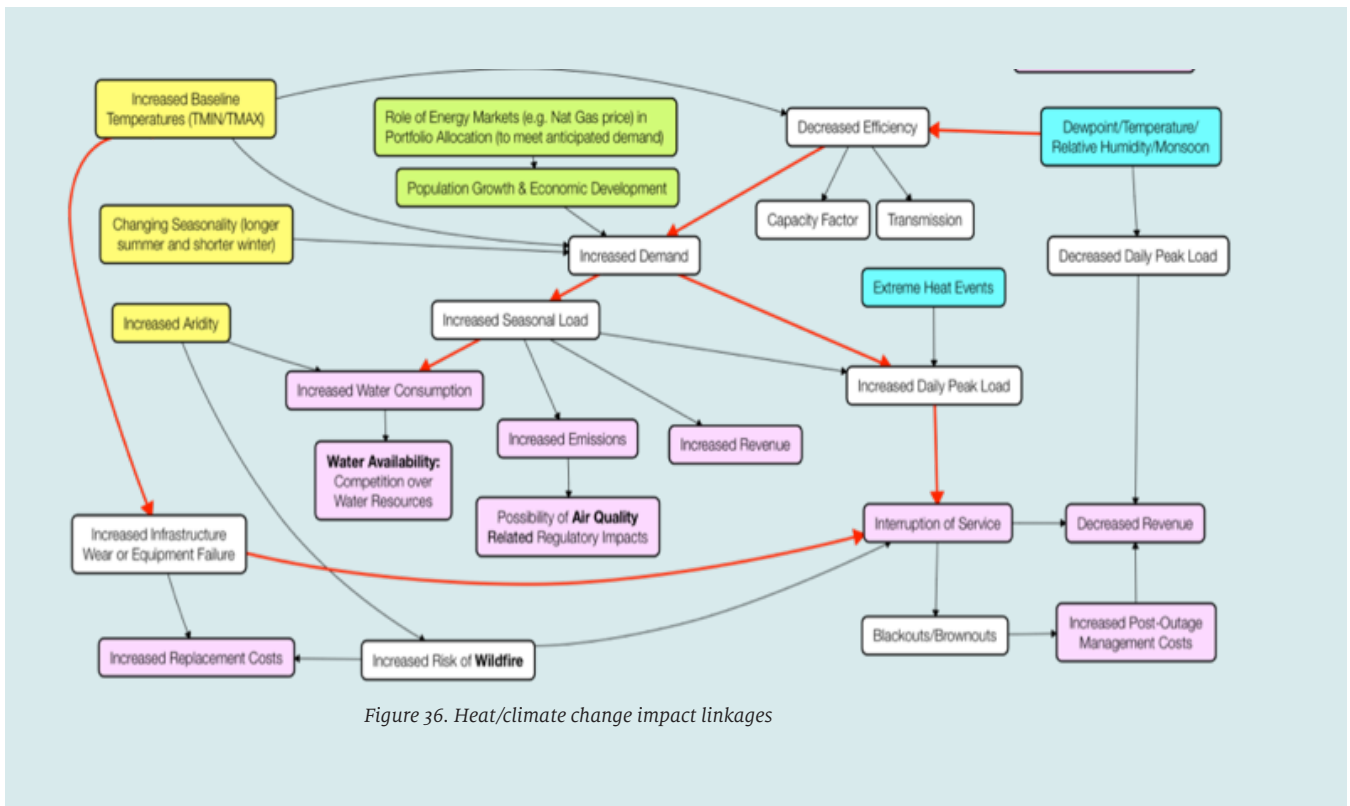 Increased Baseline
Temperatures (TMIN/TMAX)
Role of Energy Markets (e.g. Nat Gas price) in
Portfolio Allocation (to meet anticipated demand)
Decreased Efficiency
Dewpoint/Temperature/
Relative Humidity/Monsoon
Population Growth & Economic Development
Changing Seasonality (longer
summer and shorter winter)
Capacity Factor
Transmission
Increased Demand
Decreased Daily Peak Load
Extreme Heat Events
Increased Aridity
Increased Seasonal Load
Increased Water Consumption
Increased Daily Peak Load
Increased Emissions
Increased Revenue
Water Availability:
Competition over
Water Resources
Possibility of Air Quality
Related Regulatory Impacts
Interruption of Service
Decreased Revenue
Increased Infrastructure
Wear or Equipment Failure
Blackouts/Brownouts
Increased Post-Outage
Management Costs
Increased Replacement Costs
Increased Risk of Wildfire
Figure 36. Heat/climate change impact linkages